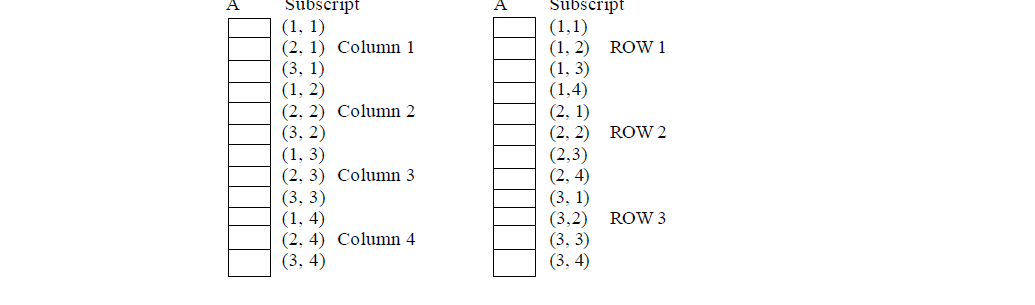 A Subscript
(1, 1)
(2, 1) Column 1
(3, 1)
(1, 2)
(2, 2) Column 2
(3, 2)
(1, 3)
(2, 3) Column 3
(3, 3)
(1, 4)
(2, 4) Column 4
(3, 4)
A Subscript
(1,1)
(1, 2) ROW 1
(1, 3)
(1,4)
(2, 1)
(2, 2) ROW 2
(2,3)
(2, 4)
(3, 1)
(3,2) ROW 3
(3, 3)
(3, 4)